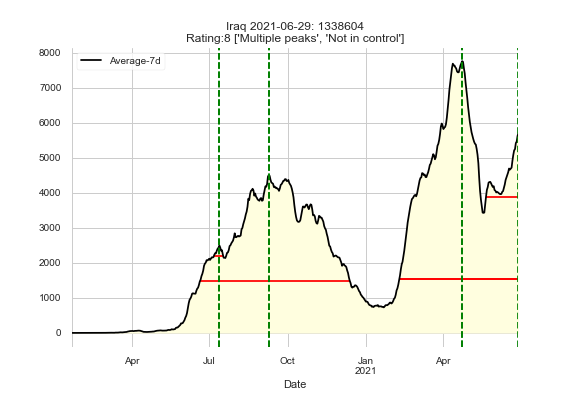 Iraq 2021-06-29: 1338604
Rating:8 ['Multiple peaks', 'Not in control']
8000
Average-7d
7000
6000
5000
4000
3000
2000
1000
0
Apr Jul Oct Jan Apr
2021
Date